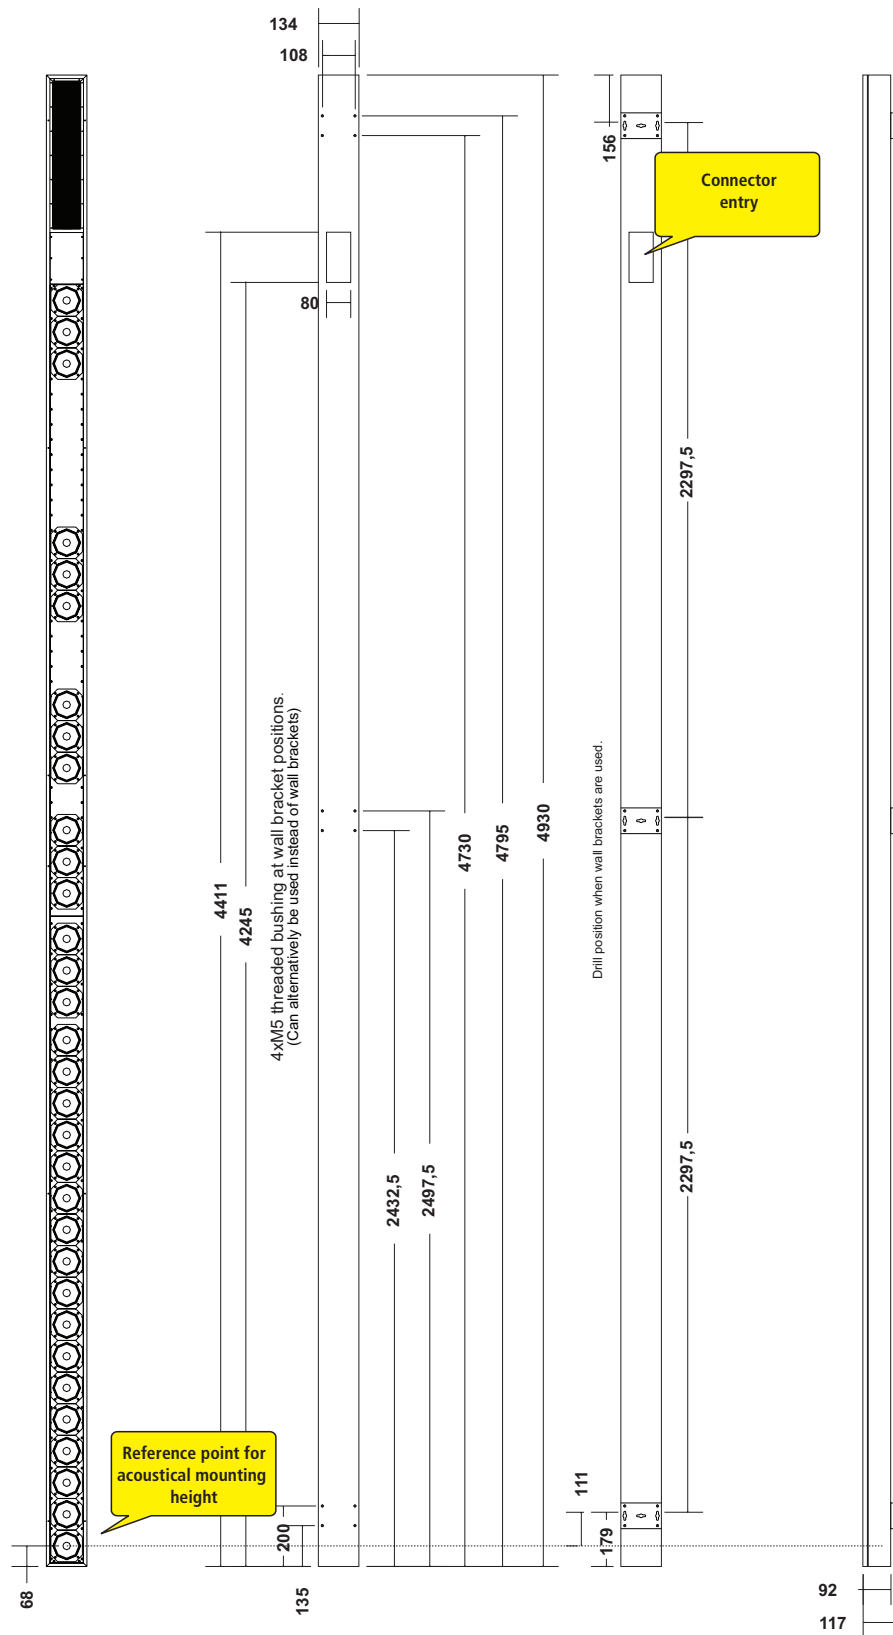 134
108
156
Connector
entry
80
2297,5
4xM5 threaded bushing at wall bracket positions.
(Can alternatively be used instead of wall brackets)
Drill position when wall brackets are used.
4930
4795
4730
4411
4245
2497,5
2432,5
2297,5
Reference point for
acoustical mounting
height
111
200
179
135
68
92
117